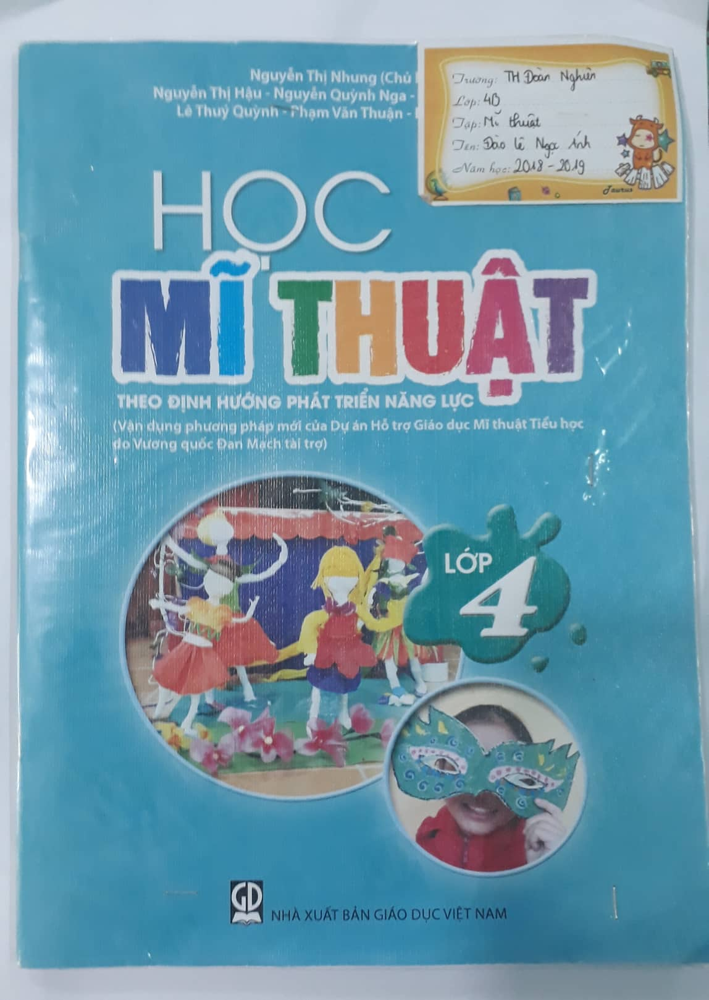 Nguyễn Thị Nhung (Chủ
Nguyễn Thị Hậu - Nguyễn Quỳnh Nga -
Lê Thuý Quỳnh - Phạm Văn Thuận -
Trường: TH Đoàn Nghiên
Lớp: 4B
Tập: Mĩ thuật
Tên: Đào Lê Ngọc Ánh
Năm học: 2018 - 2019
Taurus
HỌC
MĨ THUẬT
THEO ĐỊNH HƯỚNG PHÁT TRIỂN NĂNG LỰC
(Vận dụng phương pháp mới của Dự án Hỗ trợ Giáo dục Mĩ thuật Tiểu học
do Vương quốc Đan Mạch tài trợ)
LỚP
4
GD
NHÀ XUẤT BẢN GIÁO DỤC VIỆT NAM